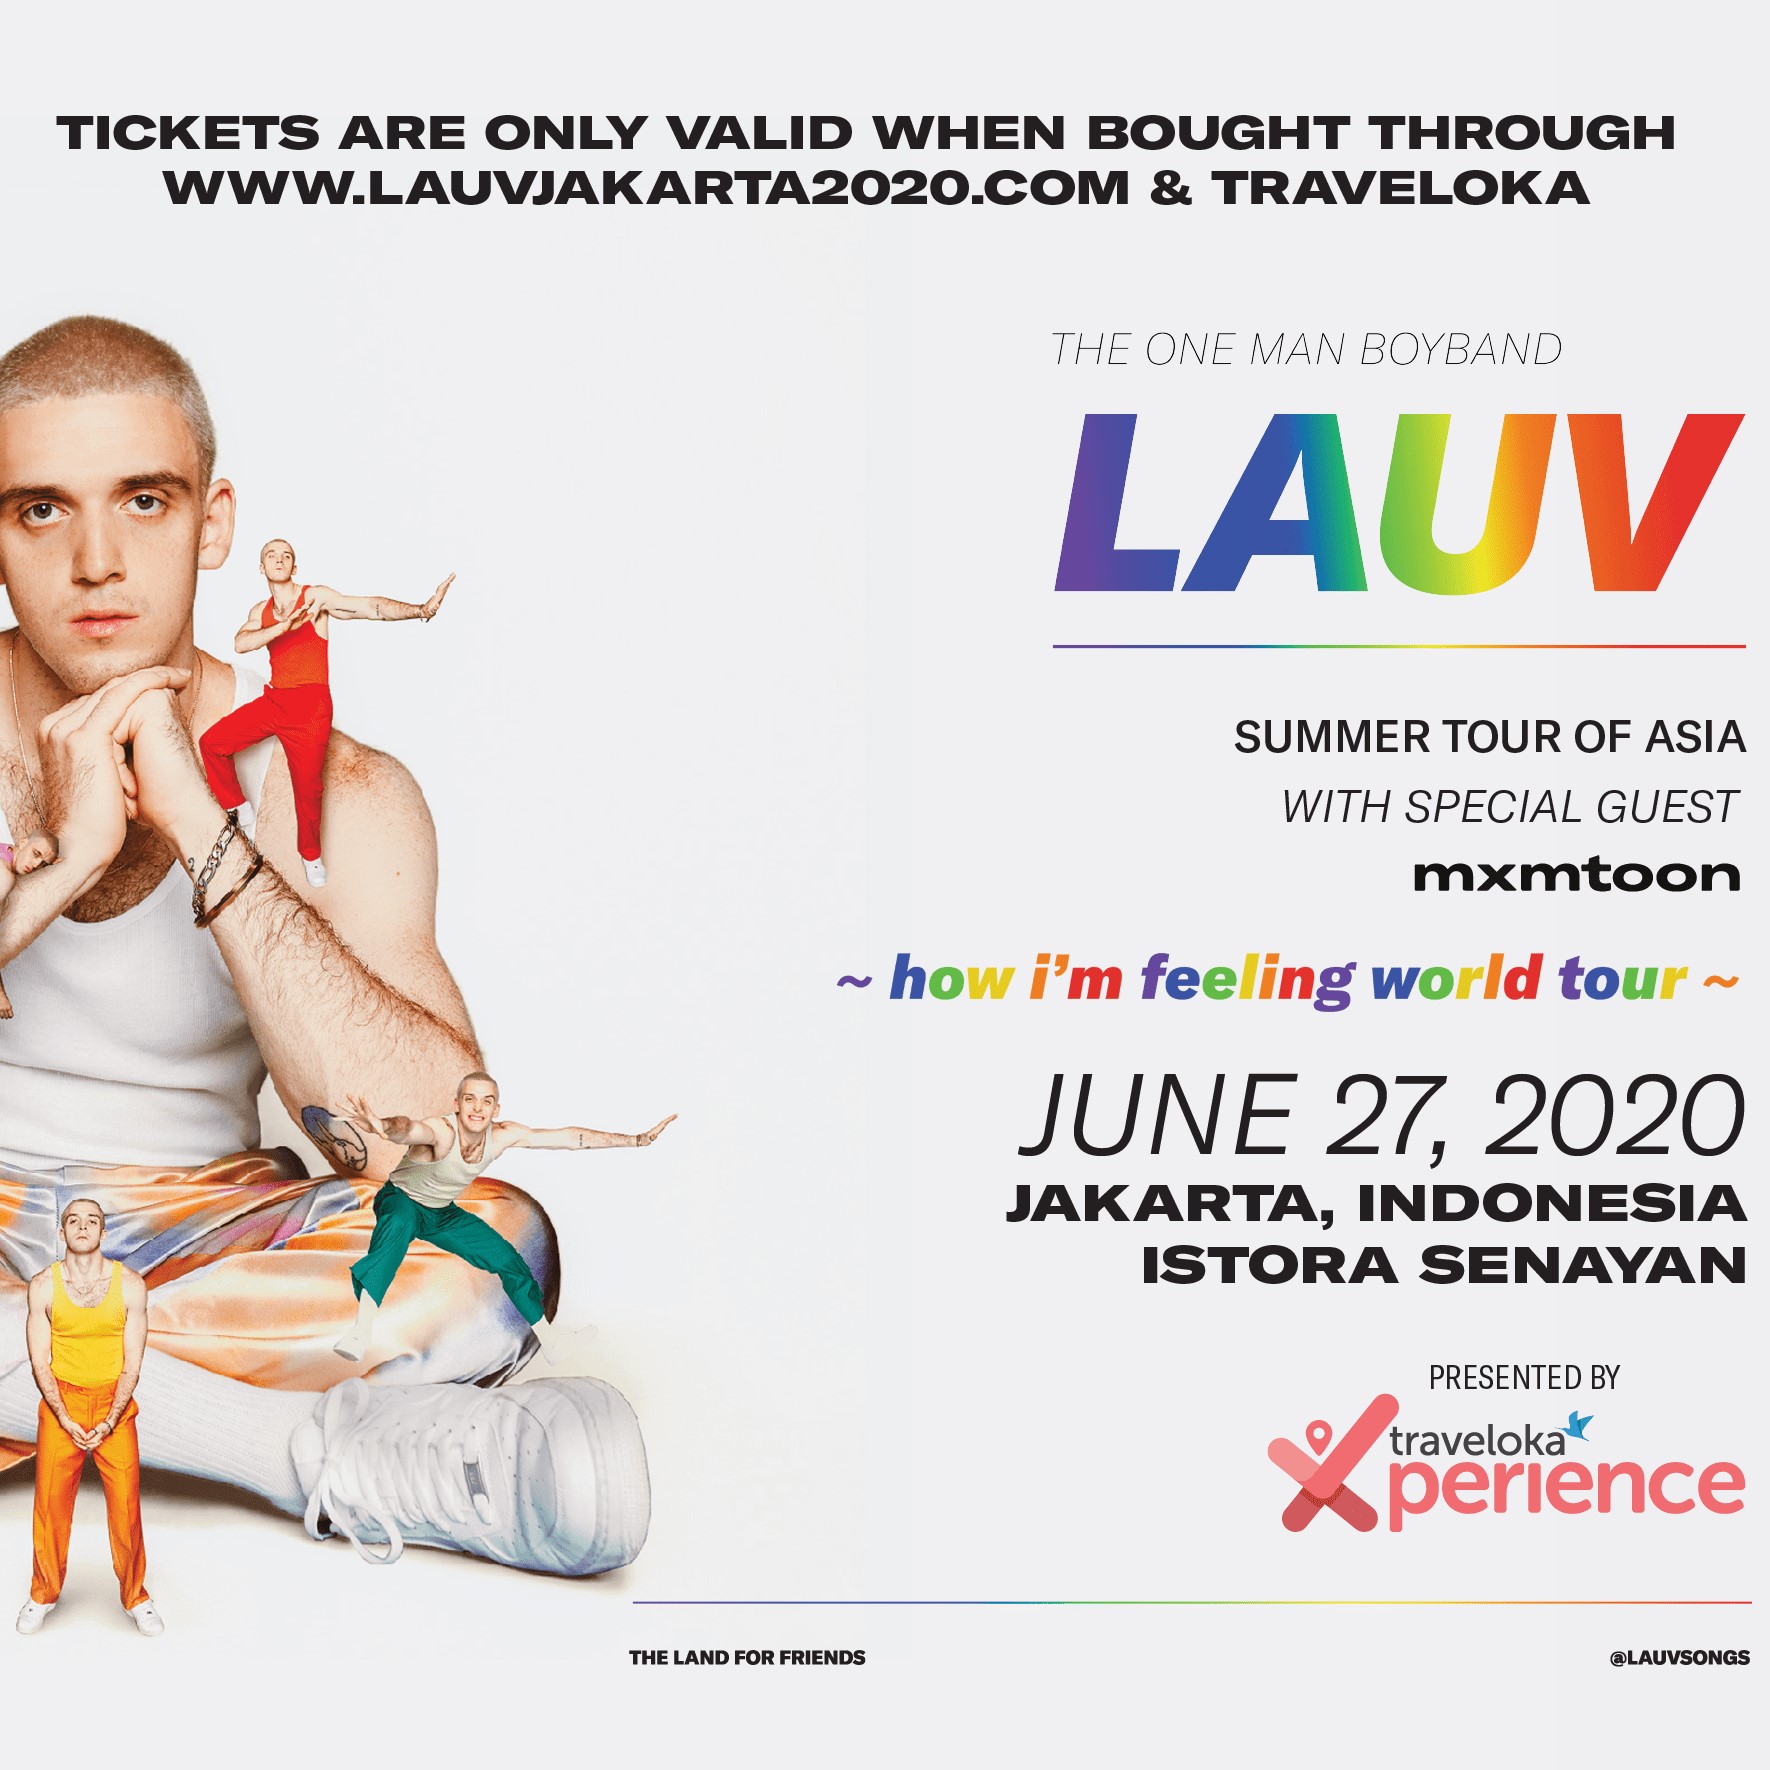 TICKETS ARE ONLY VALID WHEN BOUGHT THROUGH
WWW.LAUVJAKARTA2020.COM & TRAVELOKA
THE ONE MAN BOYBAND
LAUV
SUMMER TOUR OF ASIA
WITH SPECIAL GUEST
mxmtoon
~ how i'm feeling world tour ~
JUNE 27, 2020
JAKARTA, INDONESIA
ISTORA SENAYAN
PRESENTED BY
traveloka
Xperience
THE LAND FOR FRIENDS
@LAUVSONGS